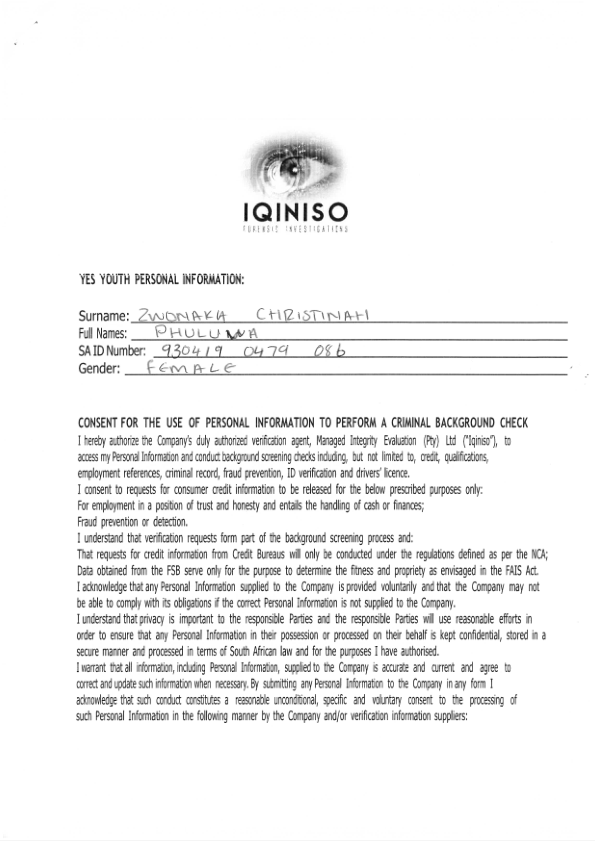 IQINISO
FORENSIC INVESTIGATIONS
YES YOUTH PERSONAL INFORMATION:
Surname: ZWONAKA CHRISTINAH
Full Names: PHULUWA
SA ID Number: 930419 0479 086
Gender: FEMALE
CONSENT FOR THE USE OF PERSONAL INFORMATION TO PERFORM A CRIMINAL BACKGROUND CHECK
I hereby authorize the Company's duly authorized verification agent, Managed Integrity Evaluation (Pty) Ltd ("Iqiniso"), to
access my Personal Information and conduct background screening checks including, but not limited to, credit, qualifications,
employment references, criminal record, fraud prevention, ID verification and drivers' licence.
I consent to requests for consumer credit information to be released for the below prescribed purposes only:
For employment in a position of trust and honesty and entails the handling of cash or finances;
Fraud prevention or detection.
I understand that verification requests form part of the background screening process and:
That requests for credit information from Credit Bureaus will only be conducted under the regulations defined as per the NCA;
Data obtained from the FSB serve only for the purpose to determine the fitness and propriety as envisaged in the FAIS Act.
I acknowledge that any Personal Information supplied to the Company is provided voluntarily and that the Company may not
be able to comply with its obligations if the correct Personal Information is not supplied to the Company.
I understand that privacy is important to the responsible Parties and the responsible Parties will use reasonable efforts in
order to ensure that any Personal Information in their possession or processed on their behalf is kept confidential, stored in a
secure manner and processed in terms of South African law and for the purposes I have authorised.
I warrant that all information, including Personal Information, supplied to the Company is accurate and current and agree to
correct and update such information when necessary. By submitting any Personal Information to the Company in any form I
acknowledge that such conduct constitutes a reasonable unconditional, specific and voluntary consent to the processing of
such Personal Information in the following manner by the Company and/or verification information suppliers: